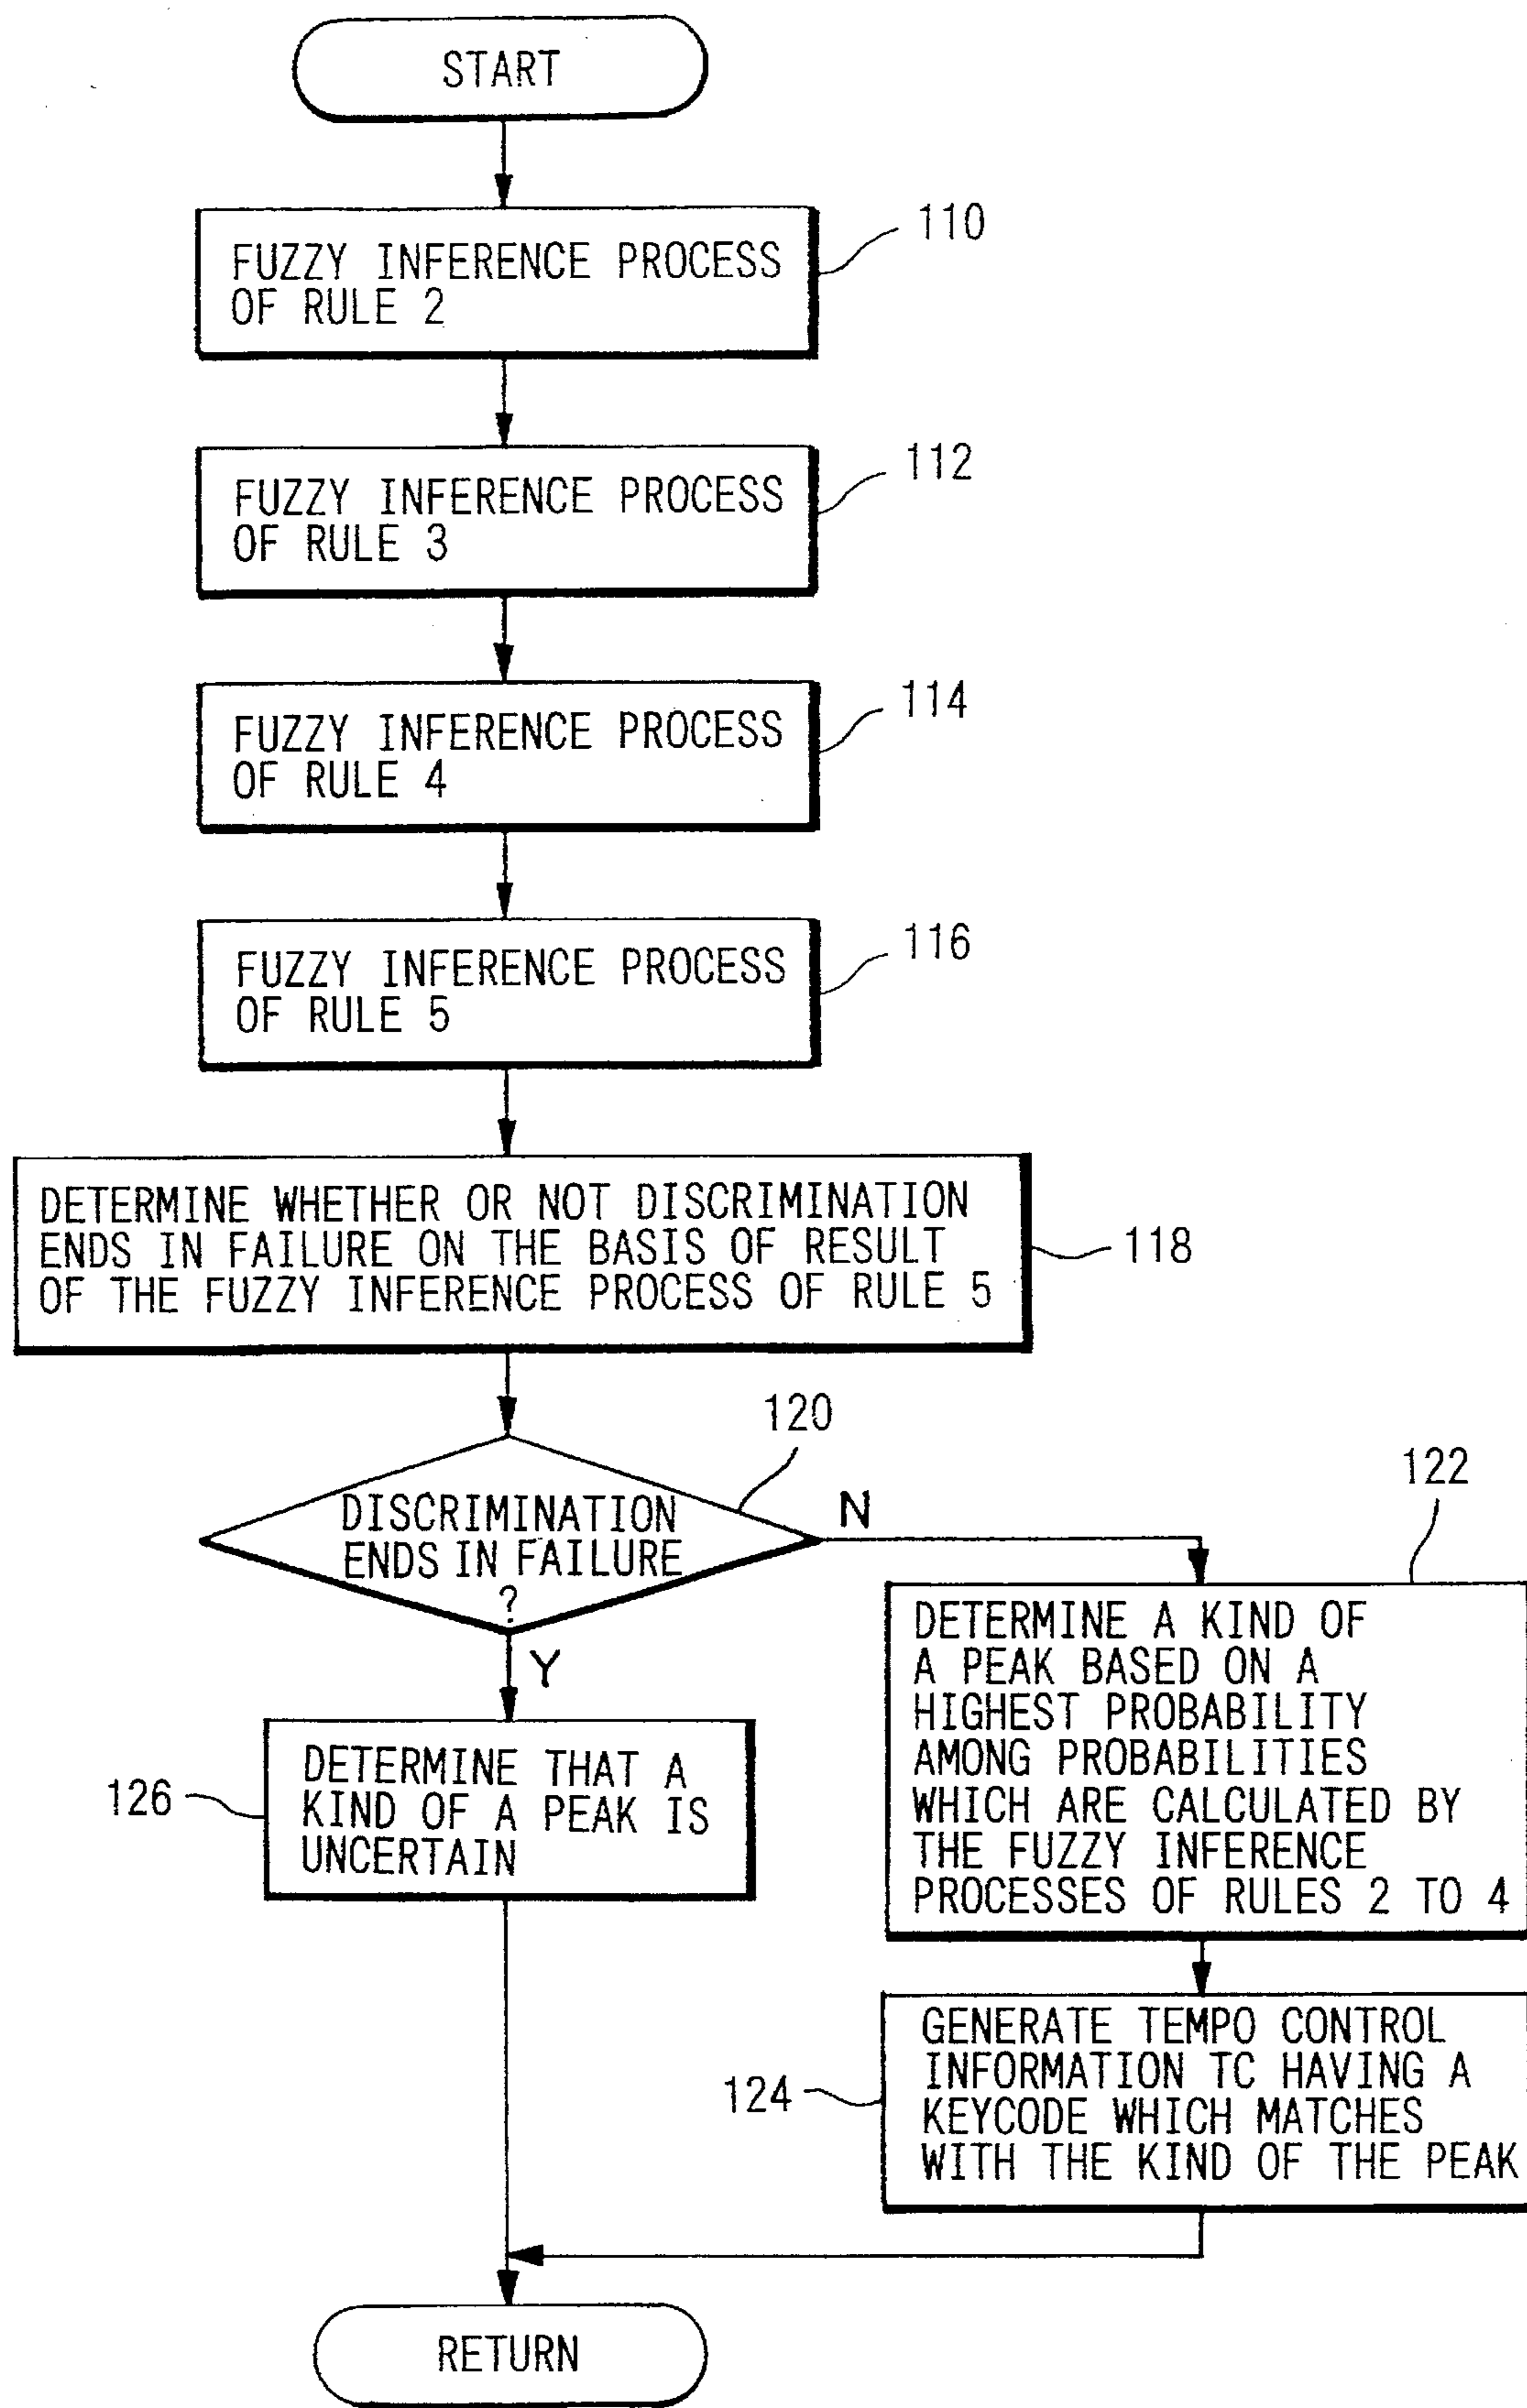 START
FUZZY INFERENCE PROCESS
OF RULE 2
110
FUZZY INFERENCE PROCESS
OF RULE 3
112
FUZZY INFERENCE PROCESS
OF RULE 4
114
FUZZY INFERENCE PROCESS
OF RULE 5
116
DETERMINE WHETHER OR NOT DISCRIMINATION
ENDS IN FAILURE ON THE BASIS OF RESULT
OF THE FUZZY INFERENCE PROCESS OF RULE 5
118
120
DISCRIMINATION
ENDS IN FAILURE
?
N
Y
122
DETERMINE A KIND OF
A PEAK BASED ON A
HIGHEST PROBABILITY
AMONG PROBABILITIES
WHICH ARE CALCULATED BY
THE FUZZY INFERENCE
PROCESSES OF RULES 2 TO 4
126
DETERMINE THAT A
KIND OF A PEAK IS
UNCERTAIN
124
GENERATE TEMPO CONTROL
INFORMATION TC HAVING A
KEYCODE WHICH MATCHES
WITH THE KIND OF THE PEAK
RETURN